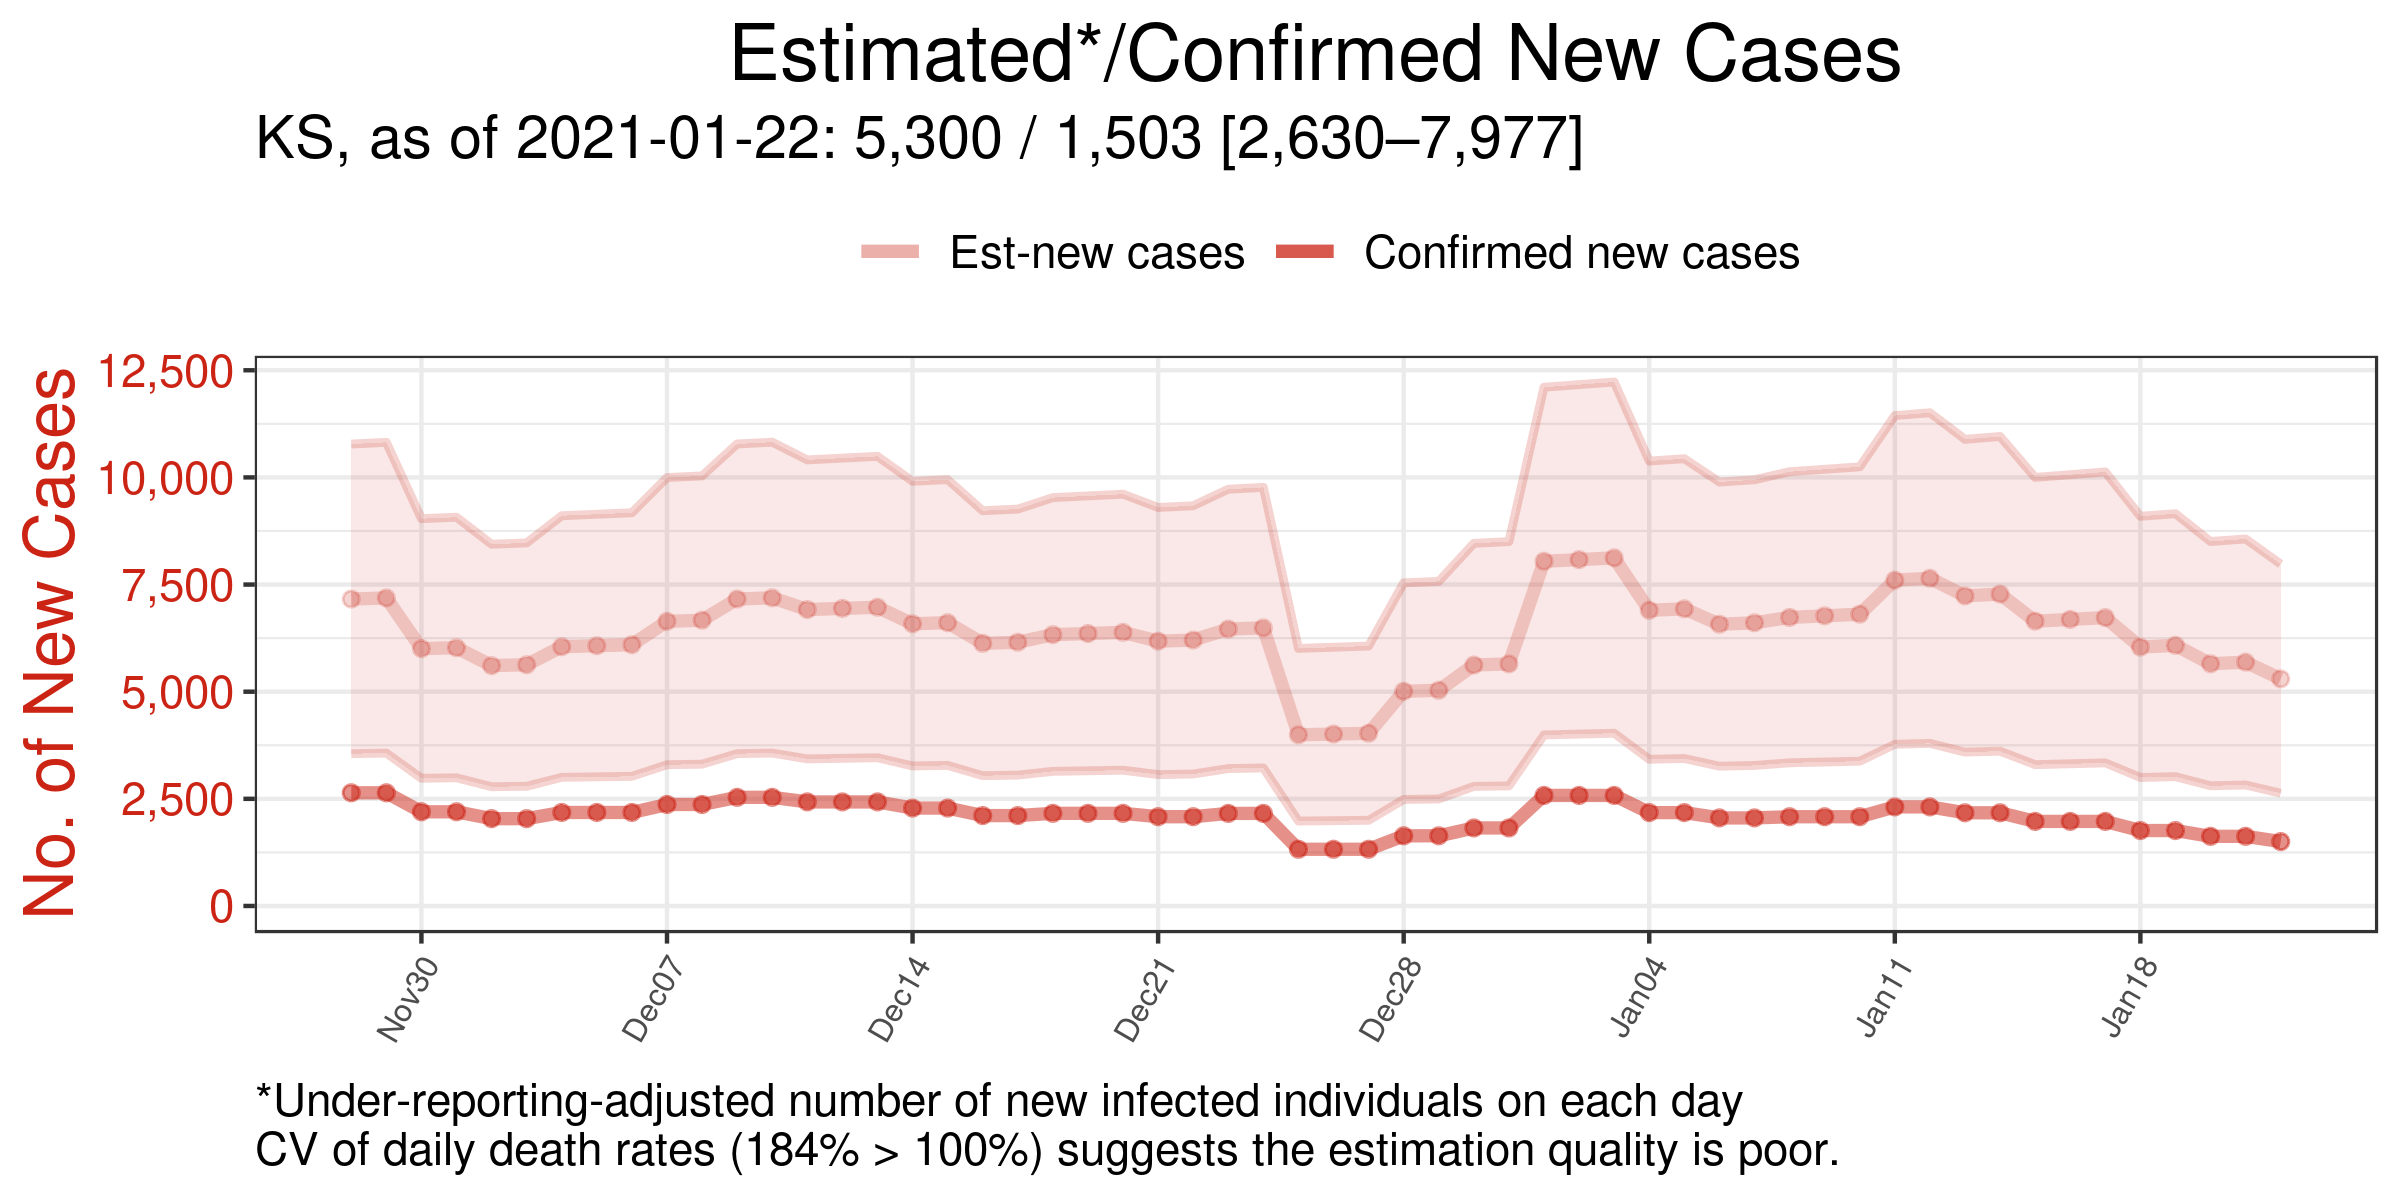 Estimated*/Confirmed New Cases
KS, as of 2021-01-22: 5,300 / 1,503 [2,630–7,977]
Est-new cases
Confirmed new cases
No. of New Cases
12,500
10,000
7,500
5,000
2,500
0
Nov30
Dec07
Dec14
Dec21
Dec28
Jan04
Jan11
Jan18
*Under-reporting-adjusted number of new infected individuals on each day
CV of daily death rates (184% > 100%) suggests the estimation quality is poor.